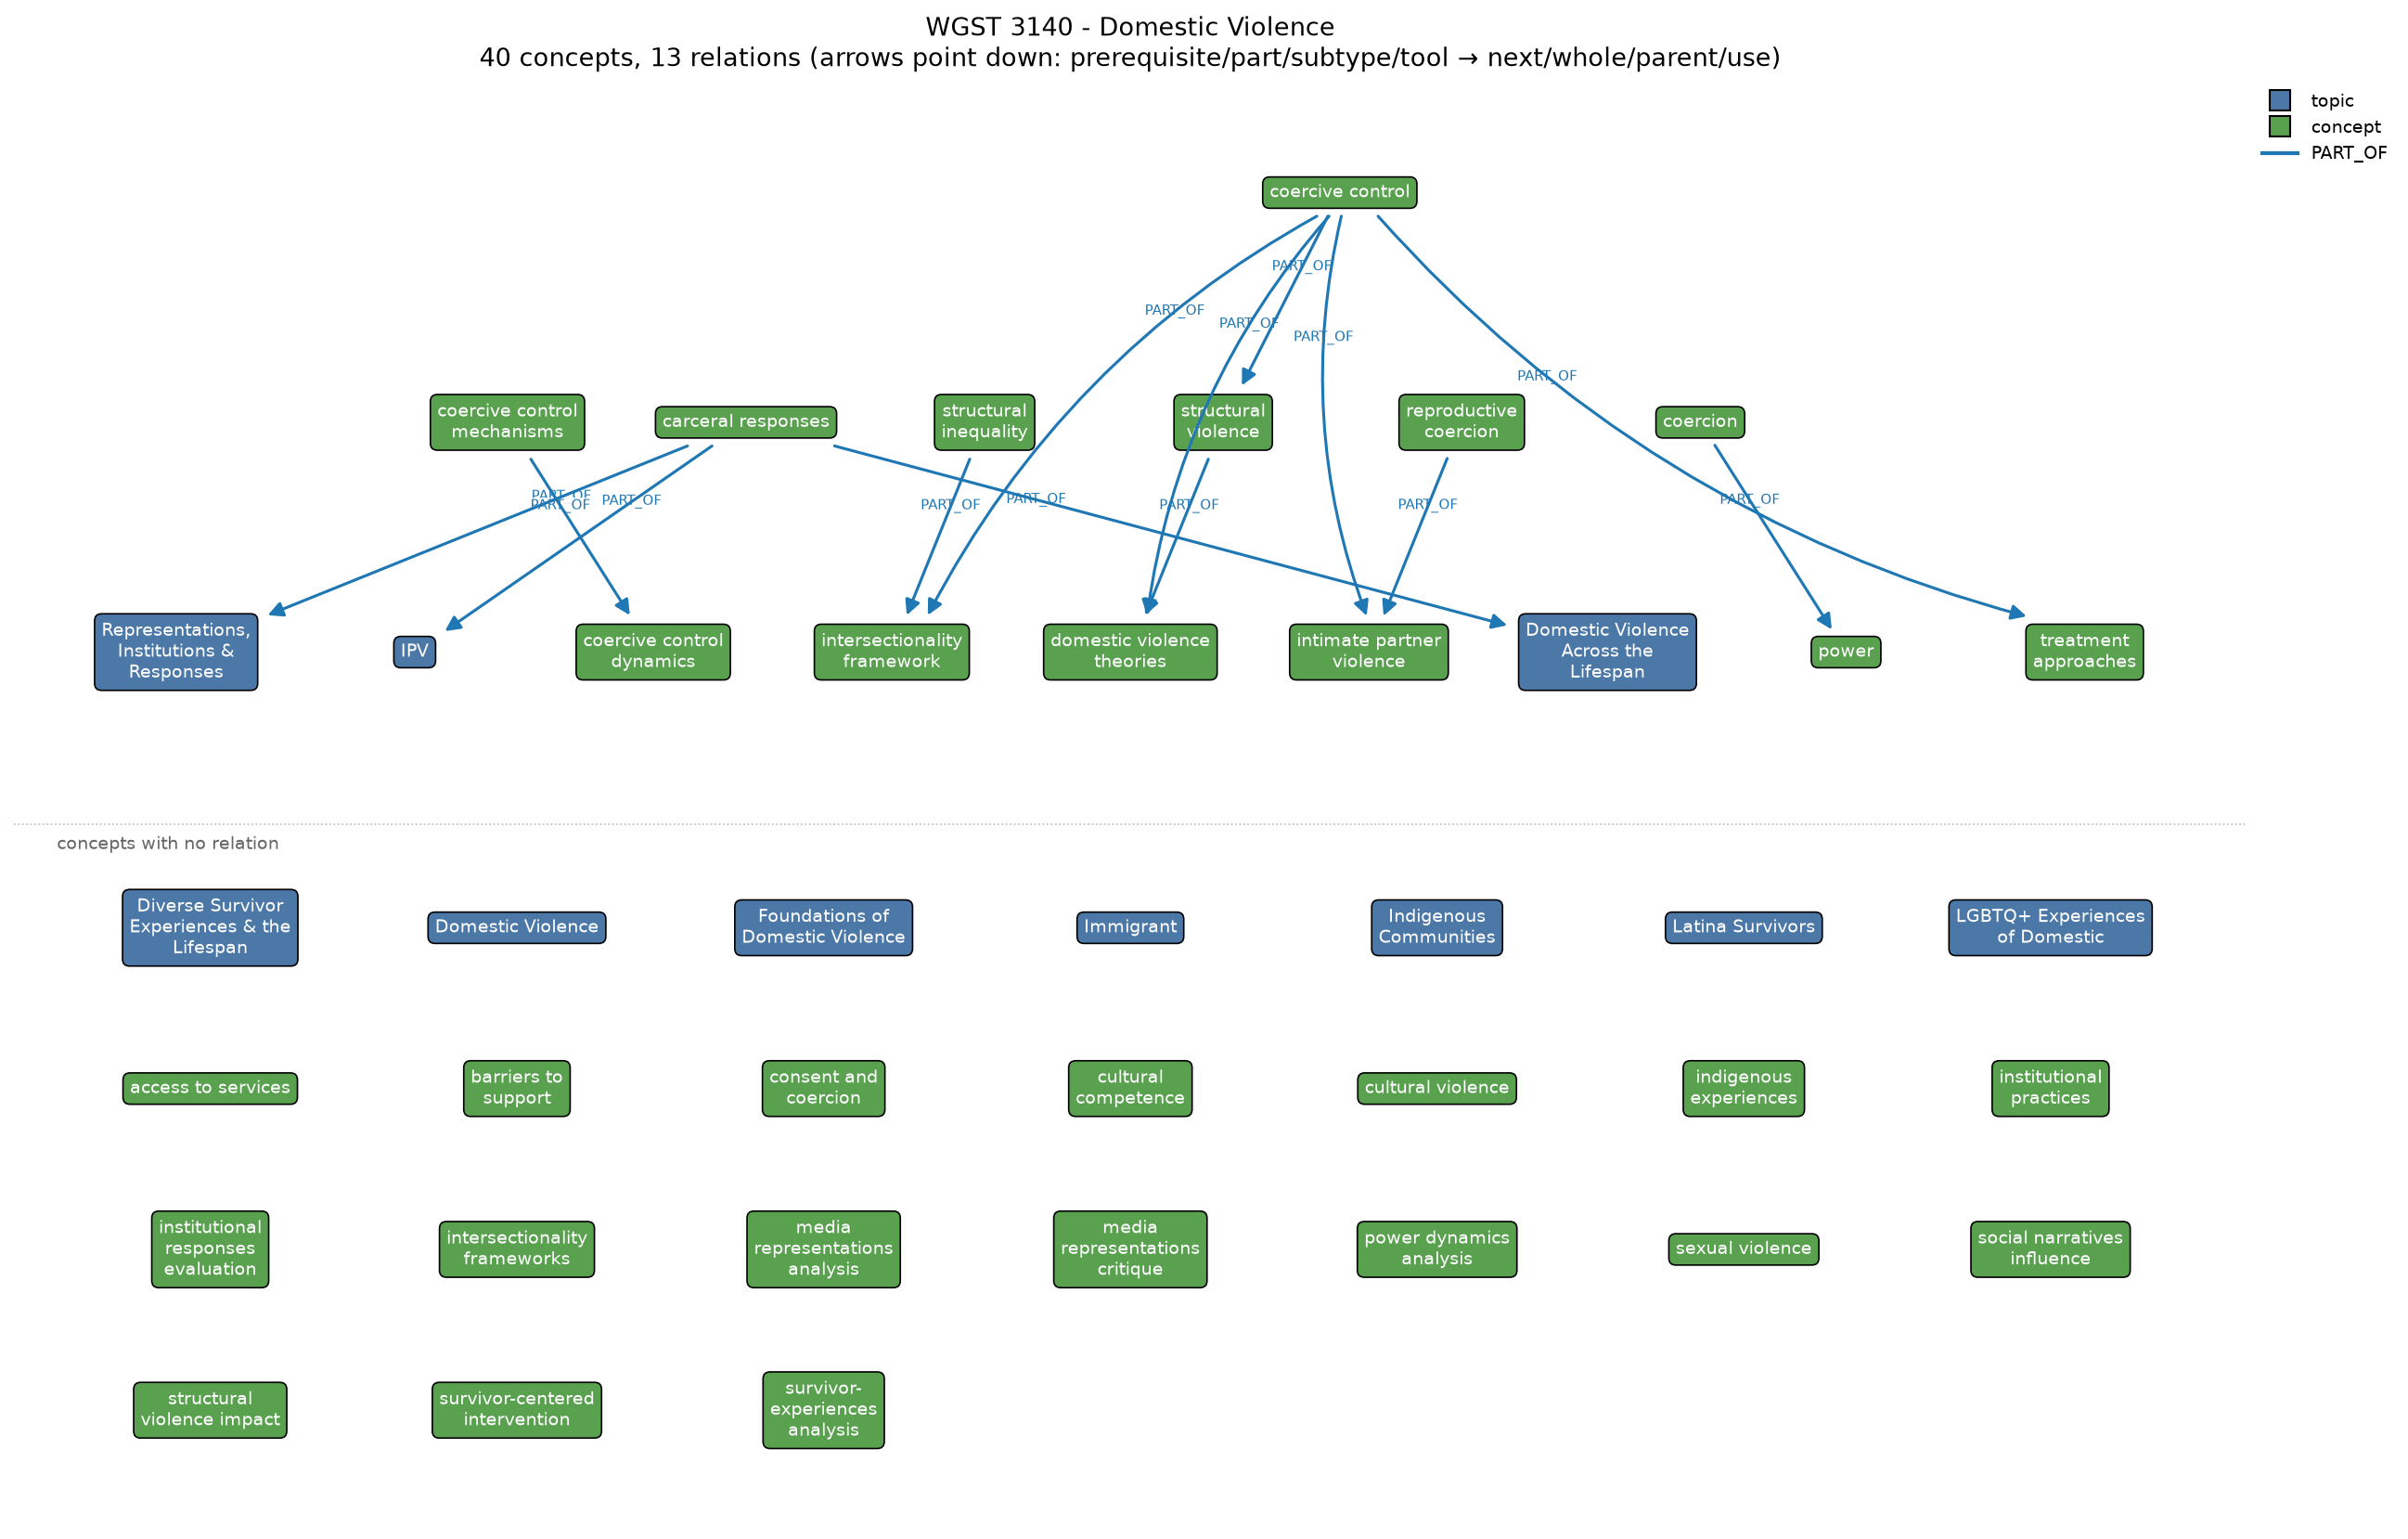 WGST 3140 - Domestic Violence
40 concepts, 13 relations (arrows point down: prerequisite/part/subtype/tool → next/whole/parent/use)
topic
concept
PART_OF
coercive control
PART_OF
PART_OF
PART_OF
PART_OF
PART_OF
coercive control
mechanisms
carceral responses
structural
inequality
structural
violence
reproductive
coercion
coercion
PART_OF
PART_OF
PART_OF
PART_OF
PART_OF
PART_OF
PART_OF
PART_OF
Representations,
Institutions &
Responses
IPV
coercive control
dynamics
intersectionality
framework
domestic violence
theories
intimate partner
violence
Domestic Violence
Across the
Lifespan
power
treatment
approaches
concepts with no relation
Diverse Survivor
Experiences & the
Lifespan
Domestic Violence
Foundations of
Domestic Violence
Immigrant
Indigenous
Communities
Latina Survivors
LGBTQ+ Experiences
of Domestic
access to services
barriers to
support
consent and
coercion
cultural
competence
cultural violence
indigenous
experiences
institutional
practices
institutional
responses
evaluation
intersectionality
frameworks
media
representations
analysis
media
representations
critique
power dynamics
analysis
sexual violence
social narratives
influence
structural
violence impact
survivor-centered
intervention
survivor-
experiences
analysis